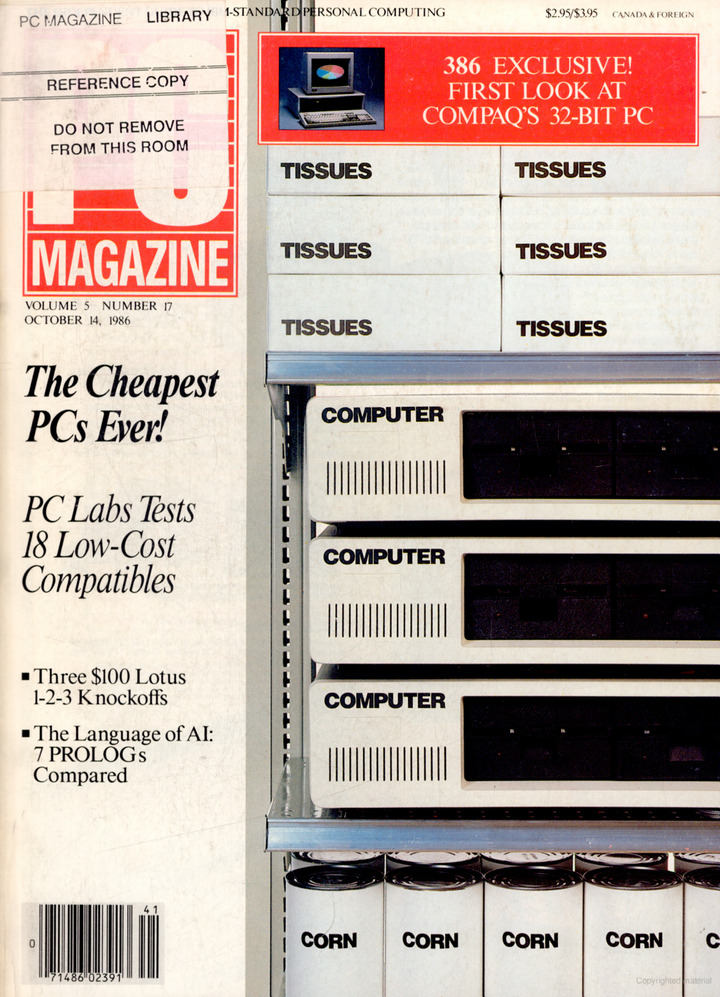 PC MAGAZINE LIBRARY
REFERENCE COPY
DO NOT REMOVE
FROM THIS ROOM
M-STANDARD PERSONAL COMPUTING
$2.95/$3.95 CANADA & FOREIGN
386 EXCLUSIVE!
FIRST LOOK AT
COMPAQ'S 32-BIT PC
PC
MAGAZINE
VOLUME 5 NUMBER 17
OCTOBER 14, 1986
The Cheapest
PCs Ever!
PC Labs Tests
18 Low-Cost
Compatibles
▪ Three $100 Lotus
1-2-3 Knockoffs
▪ The Language of AI:
7 PROLOGs
Compared
TISSUES TISSUES
TISSUES TISSUES
TISSUES TISSUES
COMPUTER
COMPUTER
COMPUTER
CORN CORN CORN CORN C
41
0 71486 02391
Copyrighted material